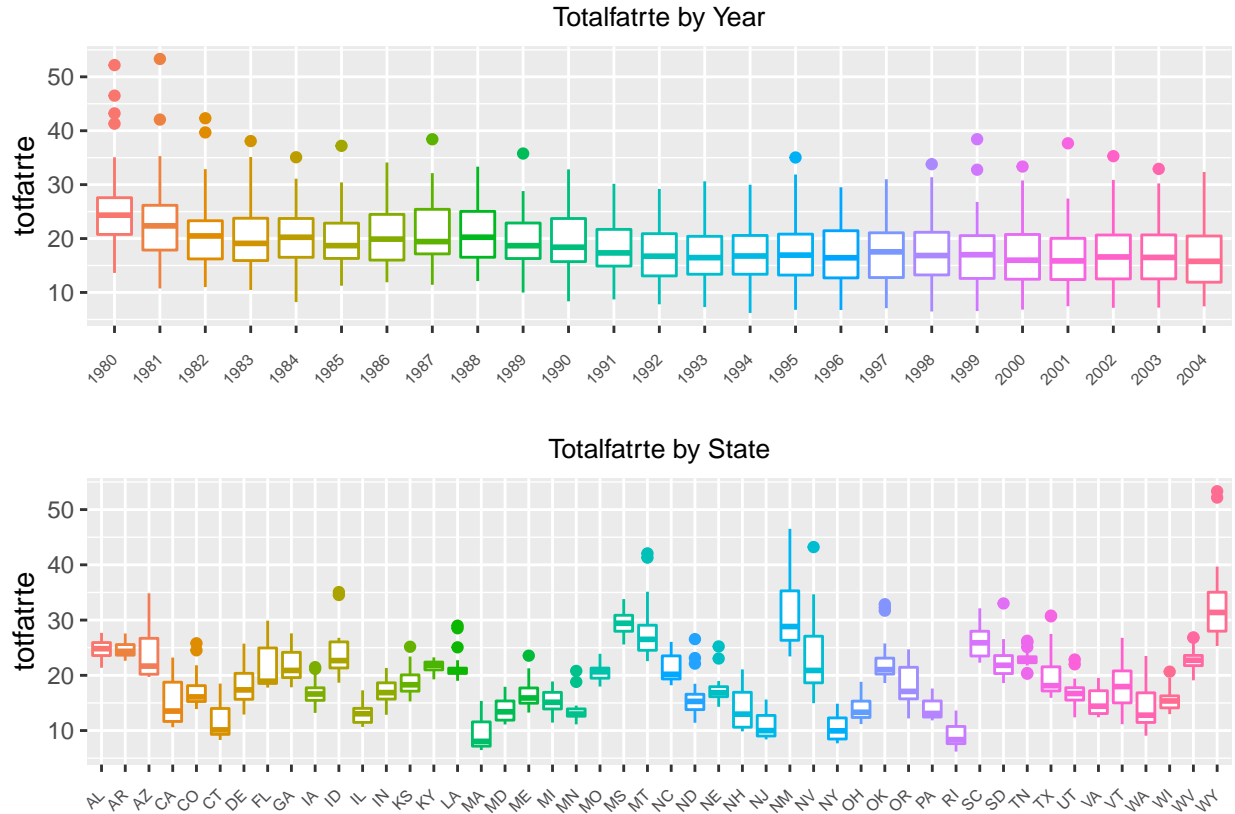 Totalfatrte by Year
totfatrte
50
40
30
20
10
1980 1981 1982 1983 1984 1985 1986 1987 1988 1989 1990 1991 1992 1993 1994 1995 1996 1997 1998 1999 2000 2001 2002 2003 2004
Totalfatrte by State
totfatrte
50
40
30
20
10
AL AR AZ CA CO CT DE FL GA IA ID IL IN KS KY LA MA MD ME MI MN MO MS MT NC ND NE NH NJ NM NV NY OH OK OR PA RI SC SD TN TX UT VA VT WA WI WV WY